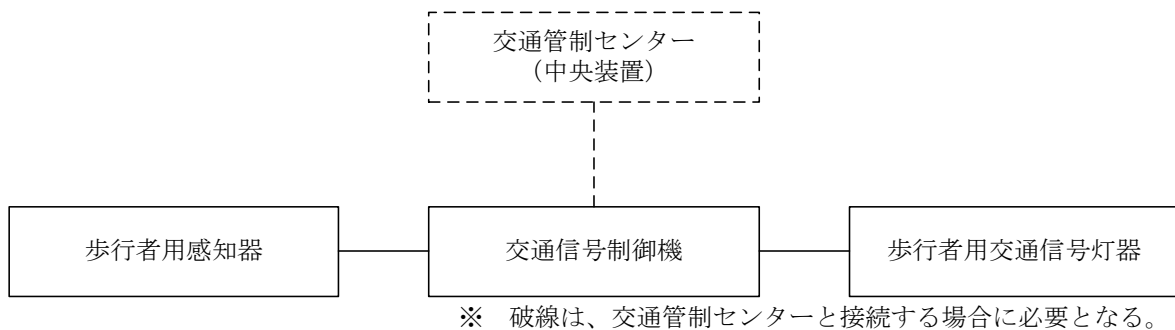 交通管制センター
（中央装置）
歩行者用感知器
交通信号制御機
歩行者用交通信号灯器
※　破線は、交通管制センターと接続する場合に必要となる。